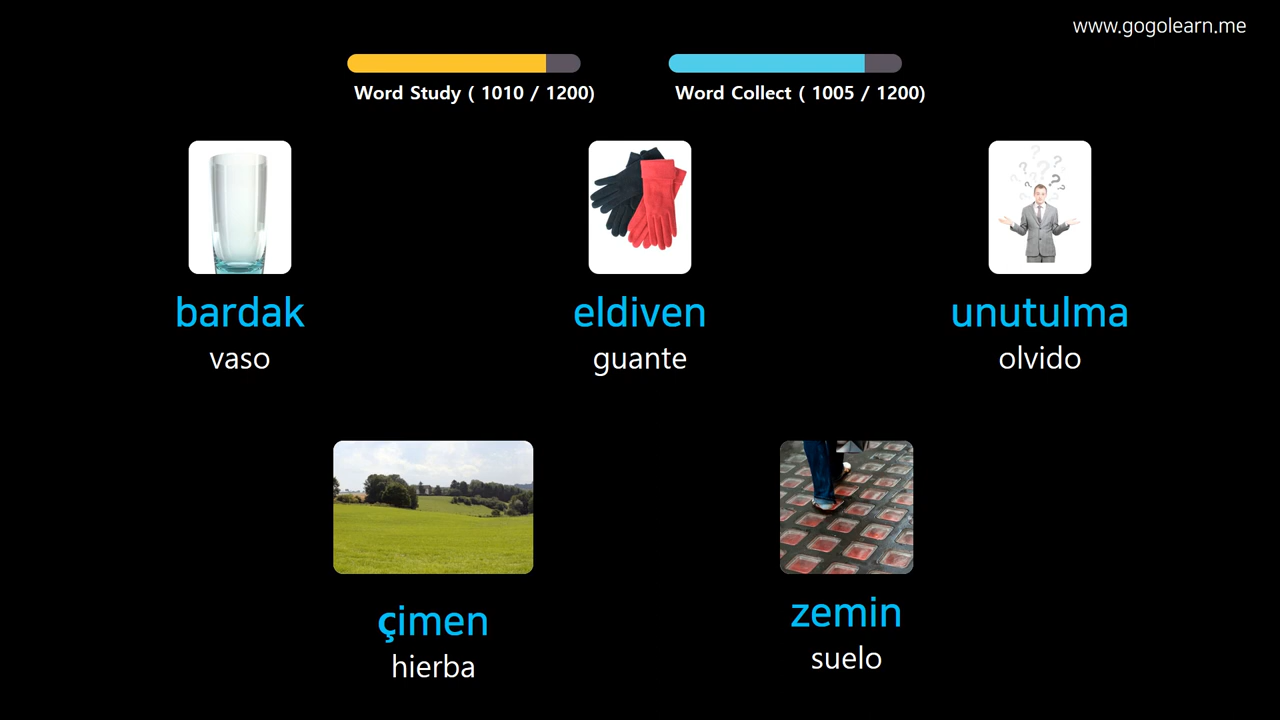 www.gogolearn.me
Word Study ( 1010 / 1200)
Word Collect ( 1005 / 1200)
bardak
vaso
eldiven
guante
unutulma
olvido
çimen
hierba
zemin
suelo